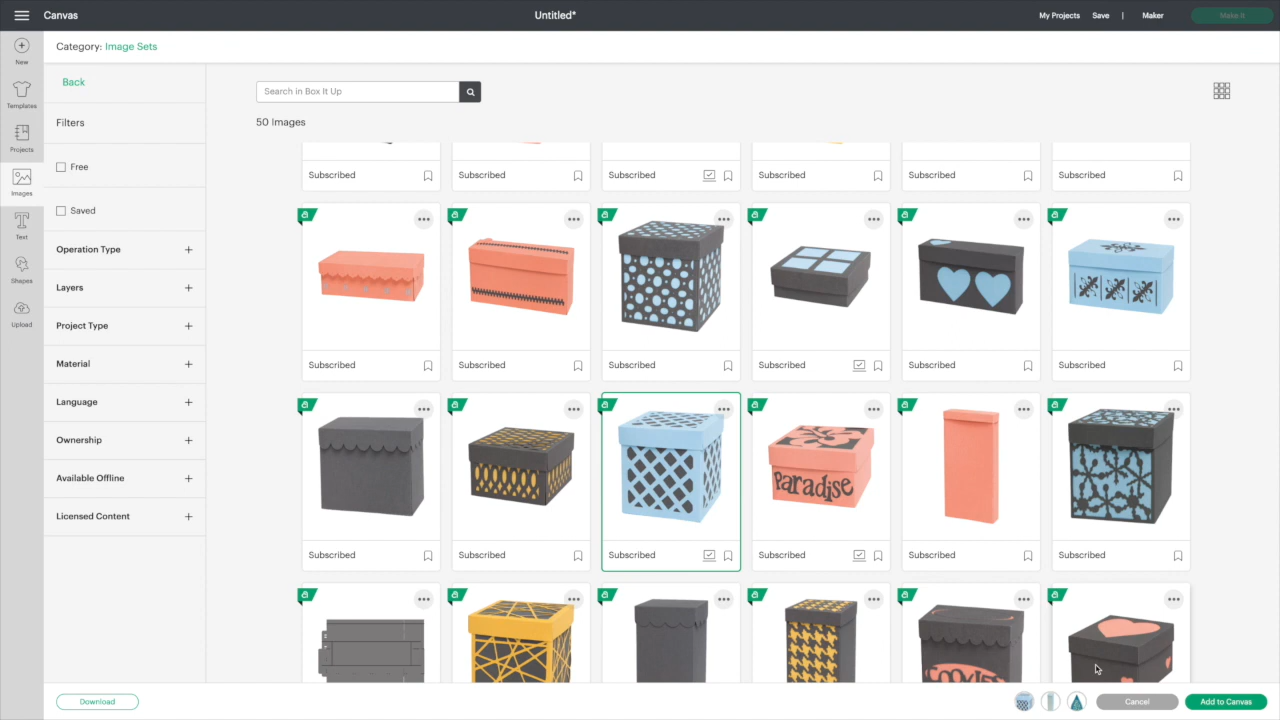 Canvas
Untitled*
My Projects
Save
|
Maker
Make It
New
Templates
Projects
Images
Text
Shapes
Upload
Category: Image Sets
Back
Filters
Free
Saved
Operation Type
Layers
Project Type
Material
Language
Ownership
Available Offline
Licensed Content
Search in Box It Up
50 Images
Subscribed
Subscribed
Subscribed
Subscribed
Subscribed
Subscribed
Subscribed
Subscribed
Subscribed
Subscribed
Subscribed
Subscribed
Paradise
Subscribed
Subscribed
Subscribed
Subscribed
Subscribed
Subscribed
Download
Cancel
Add to Canvas